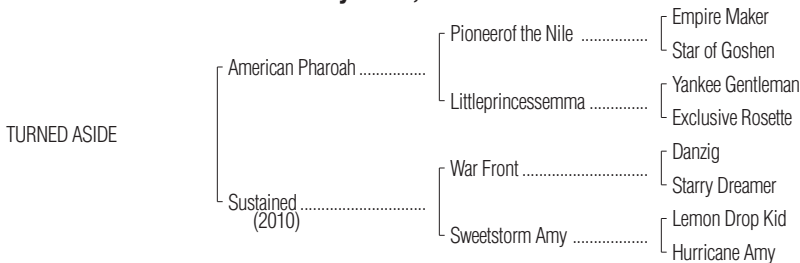 Empire Maker
Pioneerof the Nile ................
Star of Goshen
American Pharoah ................
Yankee Gentleman
Littleprincessemma ..............
Exclusive Rosette
TURNED ASIDE
Danzig
War Front ..............................
Starry Dreamer
Sustained .............................
(2010)
Lemon Drop Kid
Sweetstorm Amy ..................
Hurricane Amy